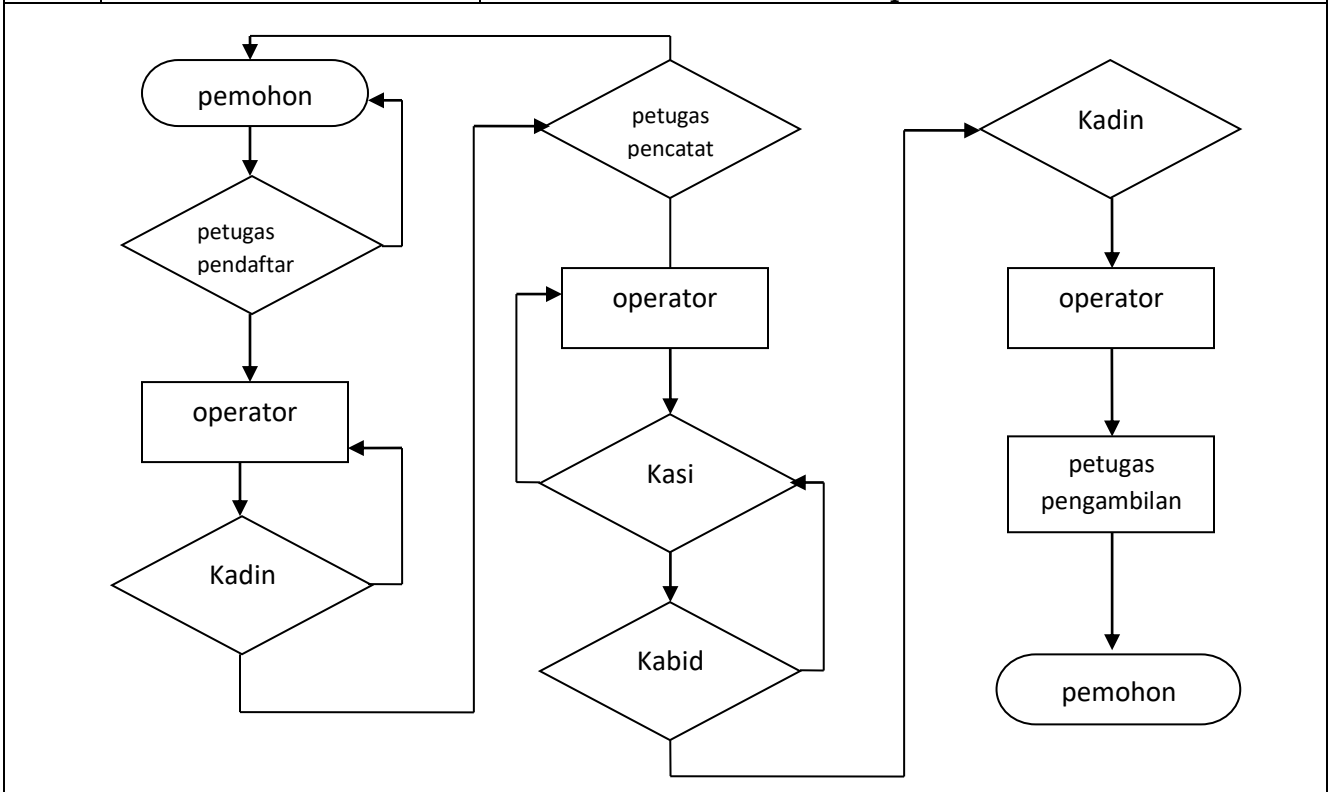 pemohon
petugas
pendaftar
operator
Kadin
petugas
pencatat
operator
Kasi
Kabid
Kadin
operator
petugas
pengambilan
pemohon